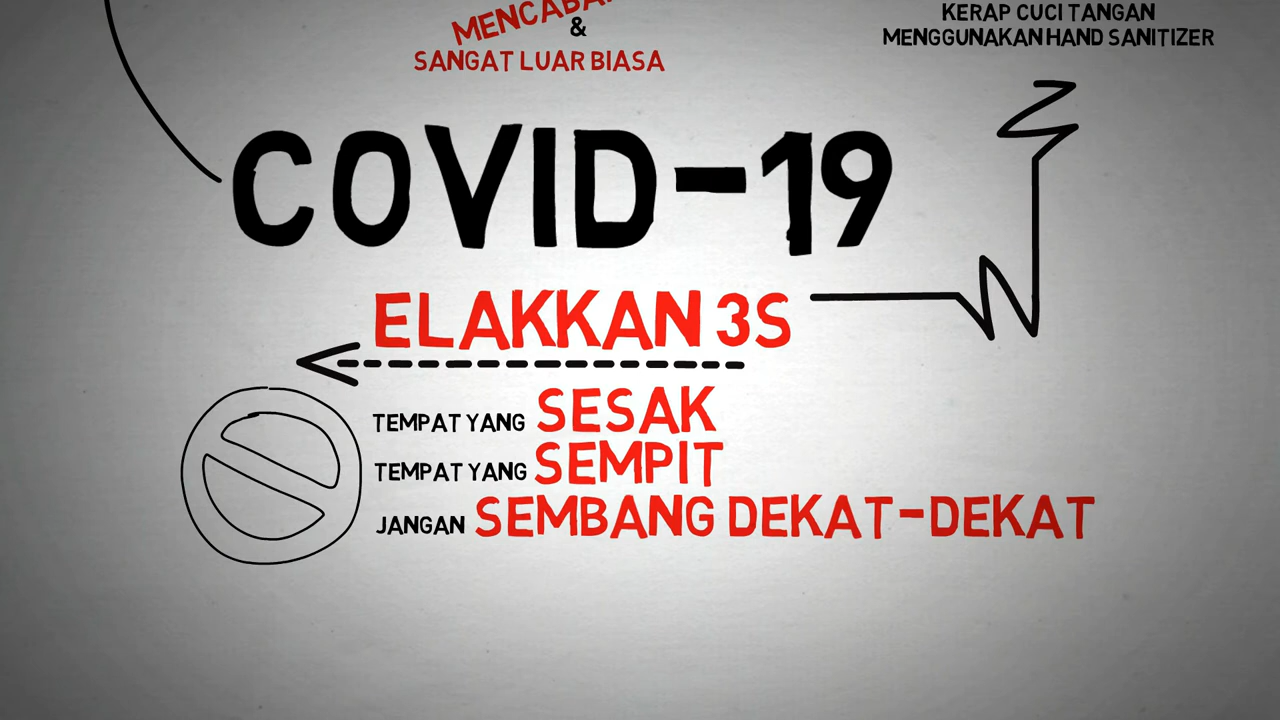 MENCABAR
&
SANGAT LUAR BIASA
KERAP CUCI TANGAN
MENGGUNAKAN HAND SANITIZER
COVID-19
ELAKKAN 3S
TEMPAT YANG SESAK
TEMPAT YANG SEMPIT
JANGAN SEMBANG DEKAT-DEKAT